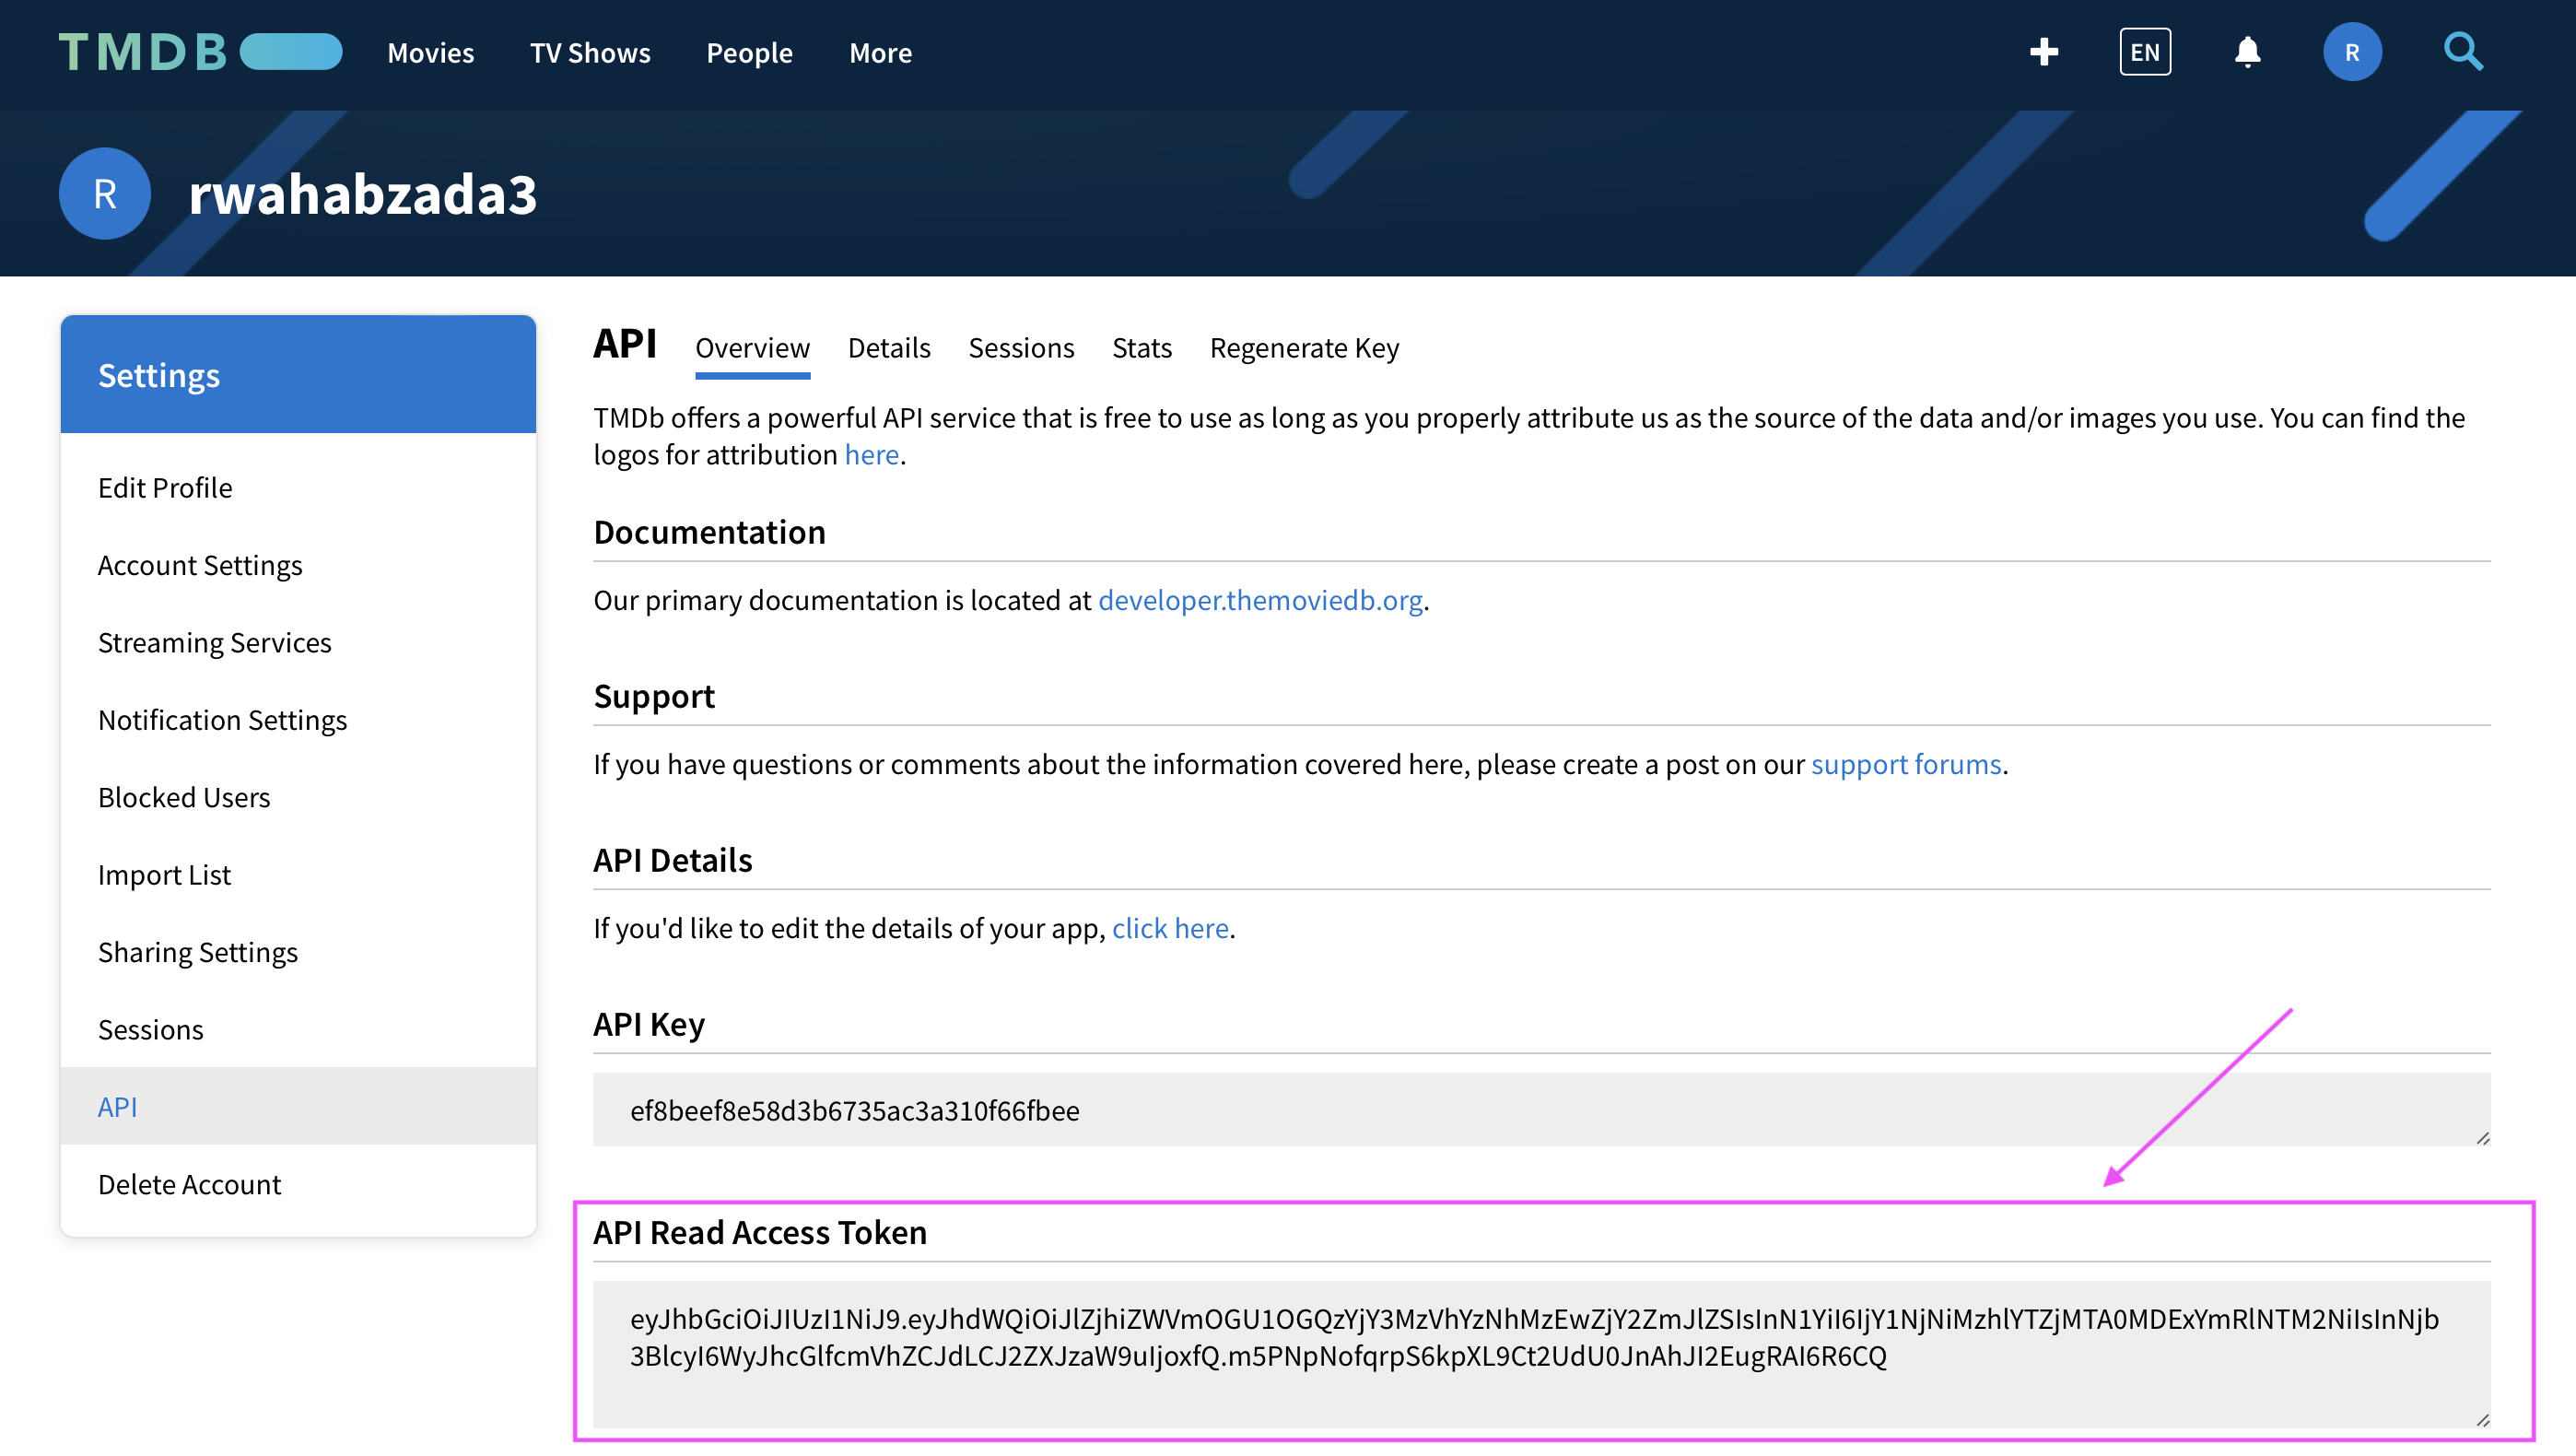 TMDB
Movies
TV Shows
People
More
EN
R
R
rwahabzada3
Settings
Edit Profile
Account Settings
Streaming Services
Notification Settings
Blocked Users
Import List
Sharing Settings
Sessions
API
Delete Account
API
Overview
Details
Sessions
Stats
Regenerate Key
TMDb offers a powerful API service that is free to use as long as you properly attribute us as the source of the data and/or images you use. You can find the
logos for attribution here.
Documentation
Our primary documentation is located at developer.themoviedb.org.
Support
If you have questions or comments about the information covered here, please create a post on our support forums.
API Details
If you'd like to edit the details of your app, click here.
API Key
ef8beef8e58d3b6735ac3a310f66fbee
API Read Access Token
eyJhbGciOiJIUzI1NiJ9.eyJhdWQiOiJlZjhiZWVmOGU1OGQzYjY3MzVhYzNhMzEwZjY2ZmJlZSIsInN1YiI6IjY1NjNiMzhlYTZjMTA0MDExYmRlNTM2NiIsInNjb
3BlcyI6WyJhcGlfcmVhZCJdLCJ2ZXJzaW9uIjoxfQ.m5PNpNofqrpS6kpXL9Ct2UdU0JnAhJI2EugRAI6R6CQ